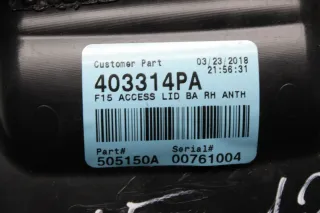 Customer Part 03/23/2018
21:56:31
403314PA
F15 ACCESS LID BA RH ANTH
Part# Serial#
505150A 00761004